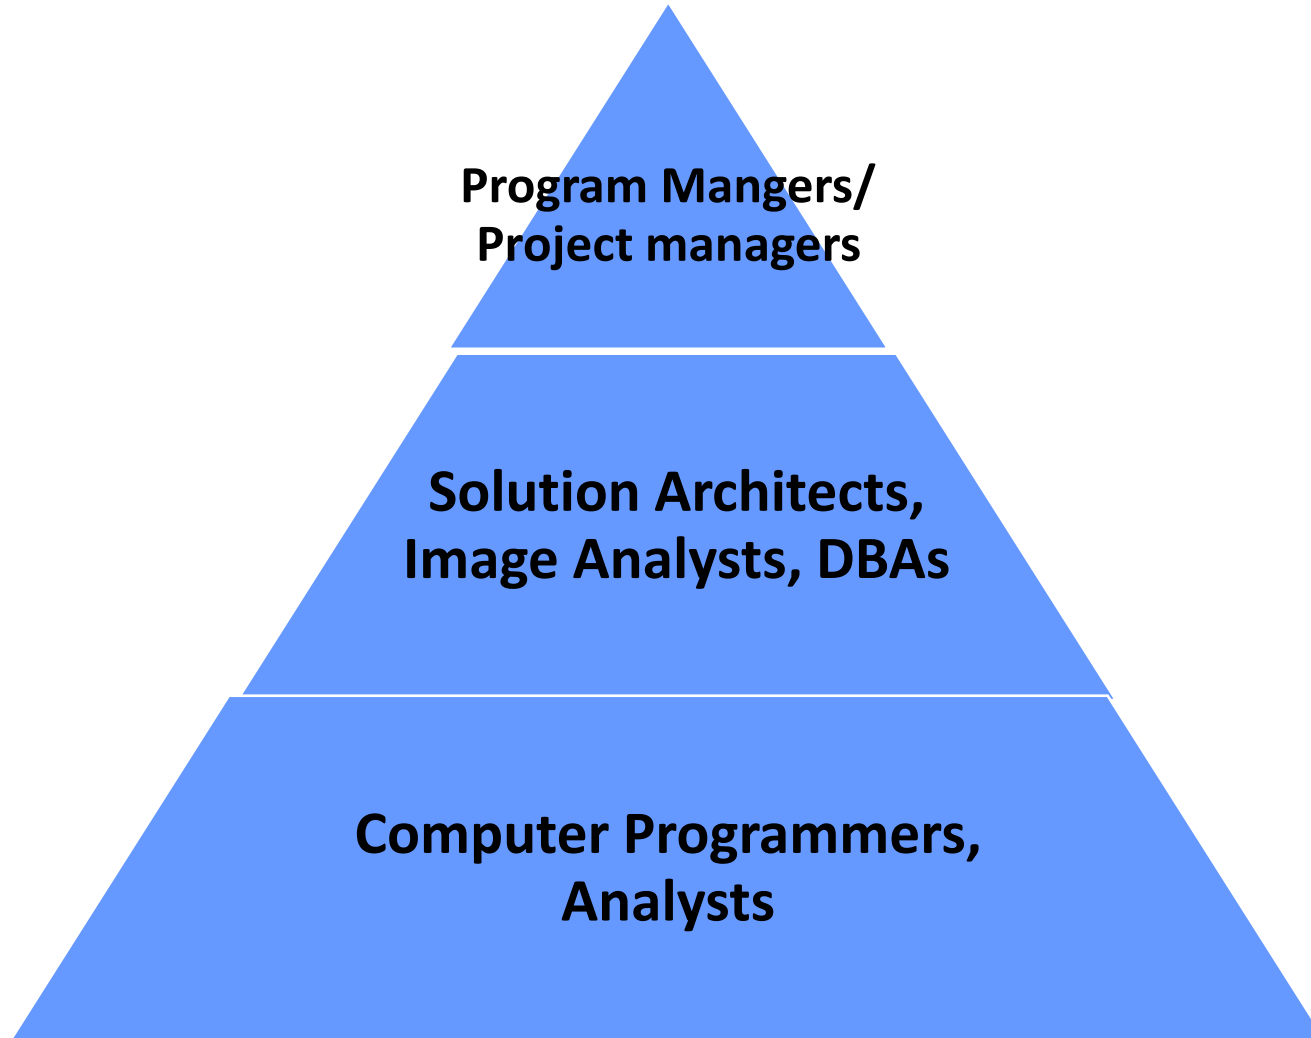 Program Mangers/
Project managers
Solution Architects,
Image Analysts, DBAs
Computer Programmers,
Analysts